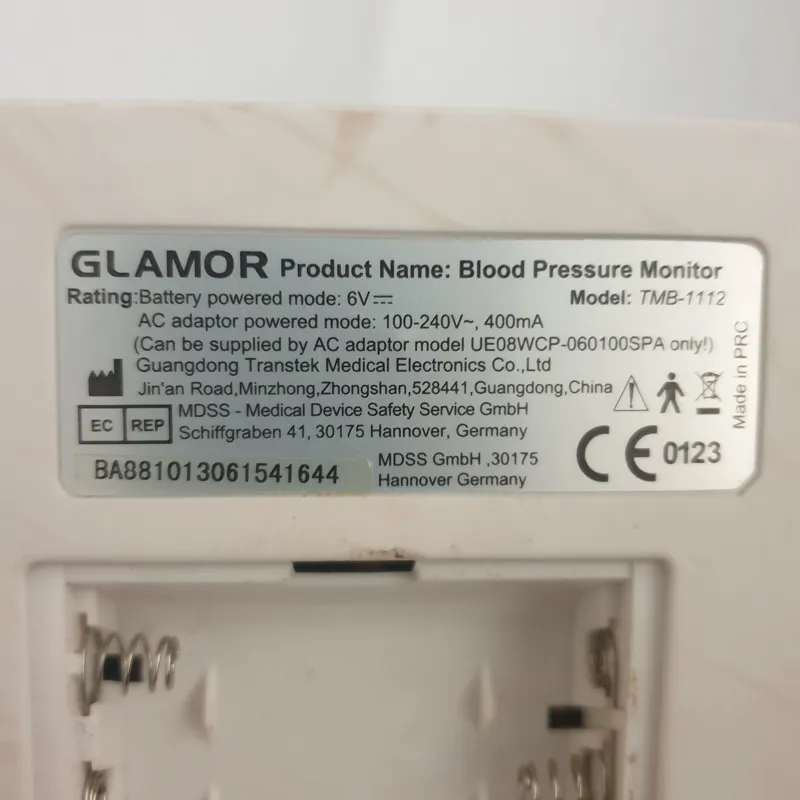 GLAMOR Product Name: Blood Pressure Monitor
Rating:Battery powered mode: 6V Model: TMB-1112
AC adaptor powered mode: 100-240V~, 400mA
(Can be supplied by AC adaptor model UE08WCP-060100SPA only!)
Guangdong Transtek Medical Electronics Co.,Ltd
Jin'an Road,Minzhong,Zhongshan,528441,Guangdong,China
EC REP
MDSS - Medical Device Safety Service GmbH
Schiffgraben 41, 30175 Hannover, Germany
BA881013061541644
MDSS GmbH ,30175
Hannover Germany
CE 0123
Made in PRC